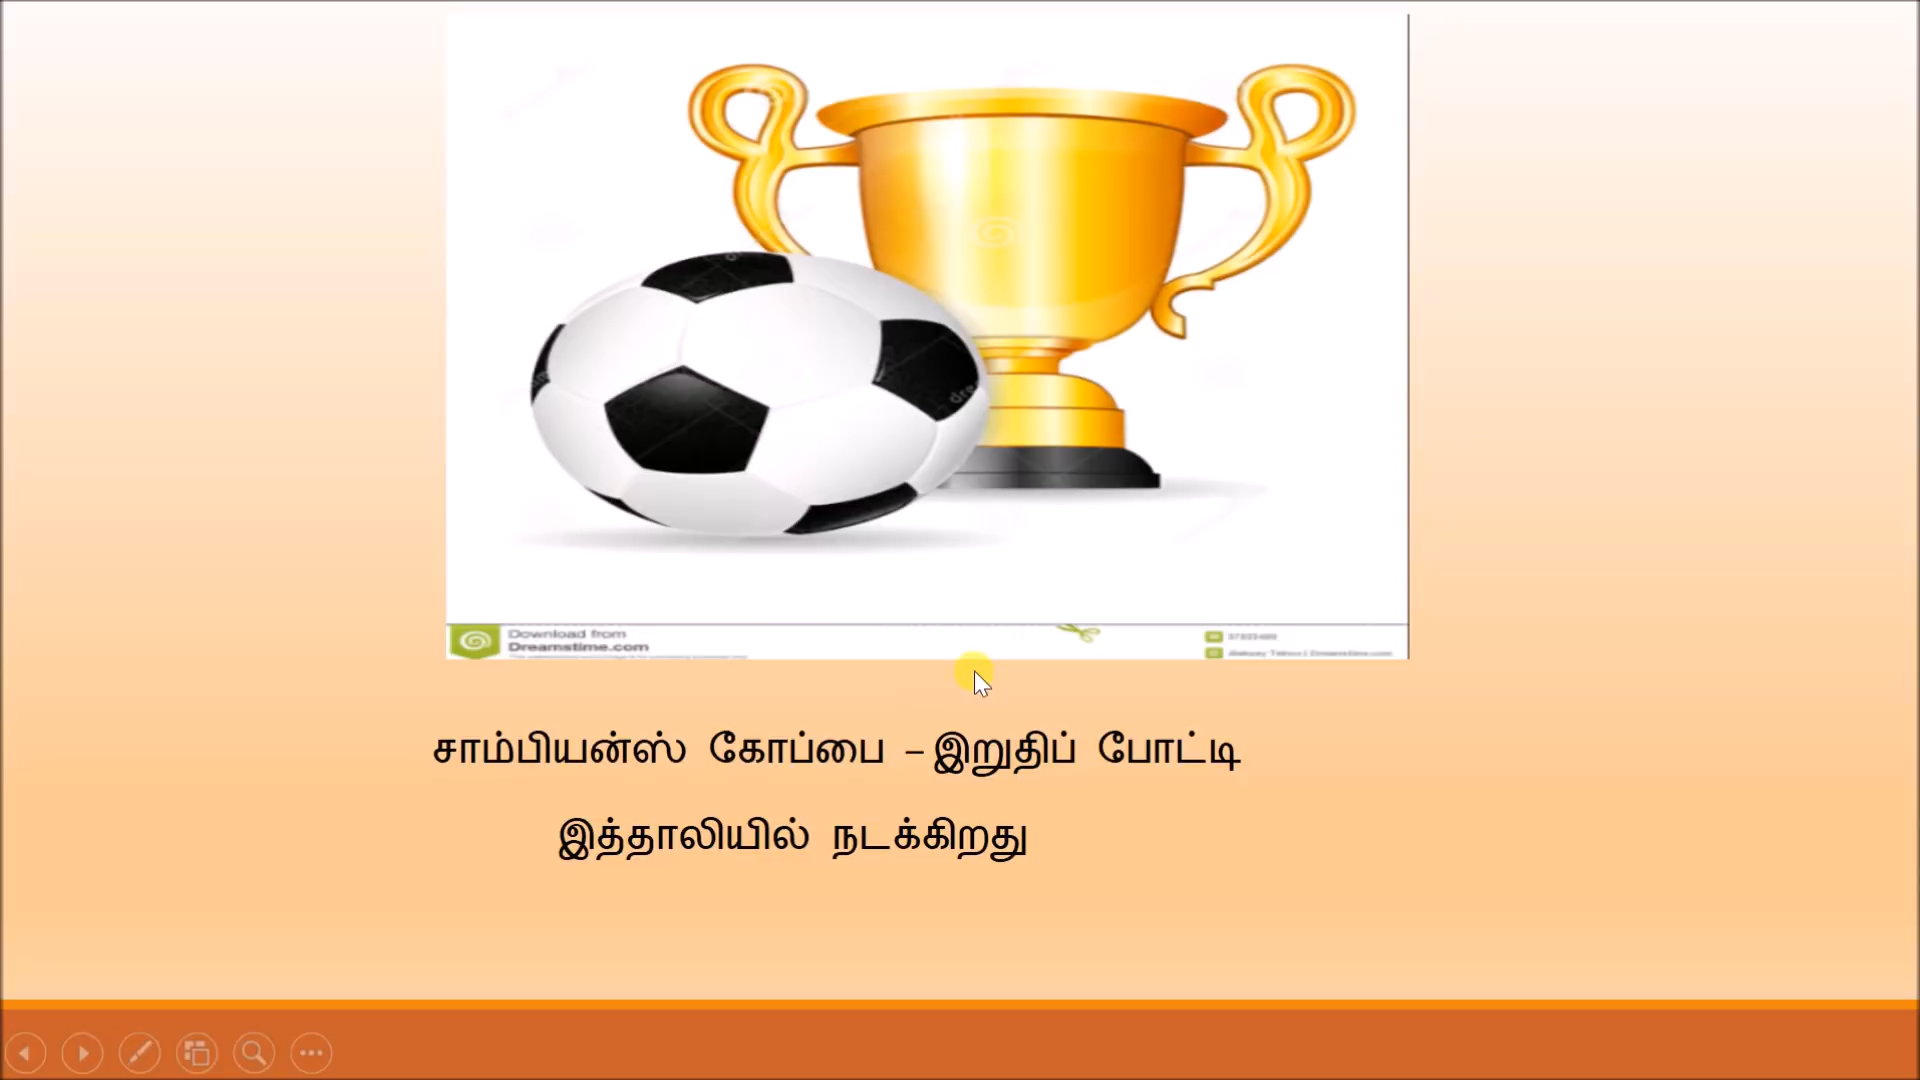 Download from
Dreamstime.com
சாம்பியன்ஸ் கோப்பை – இறுதிப் போட்டி
இத்தாலியில் நடக்கிறது